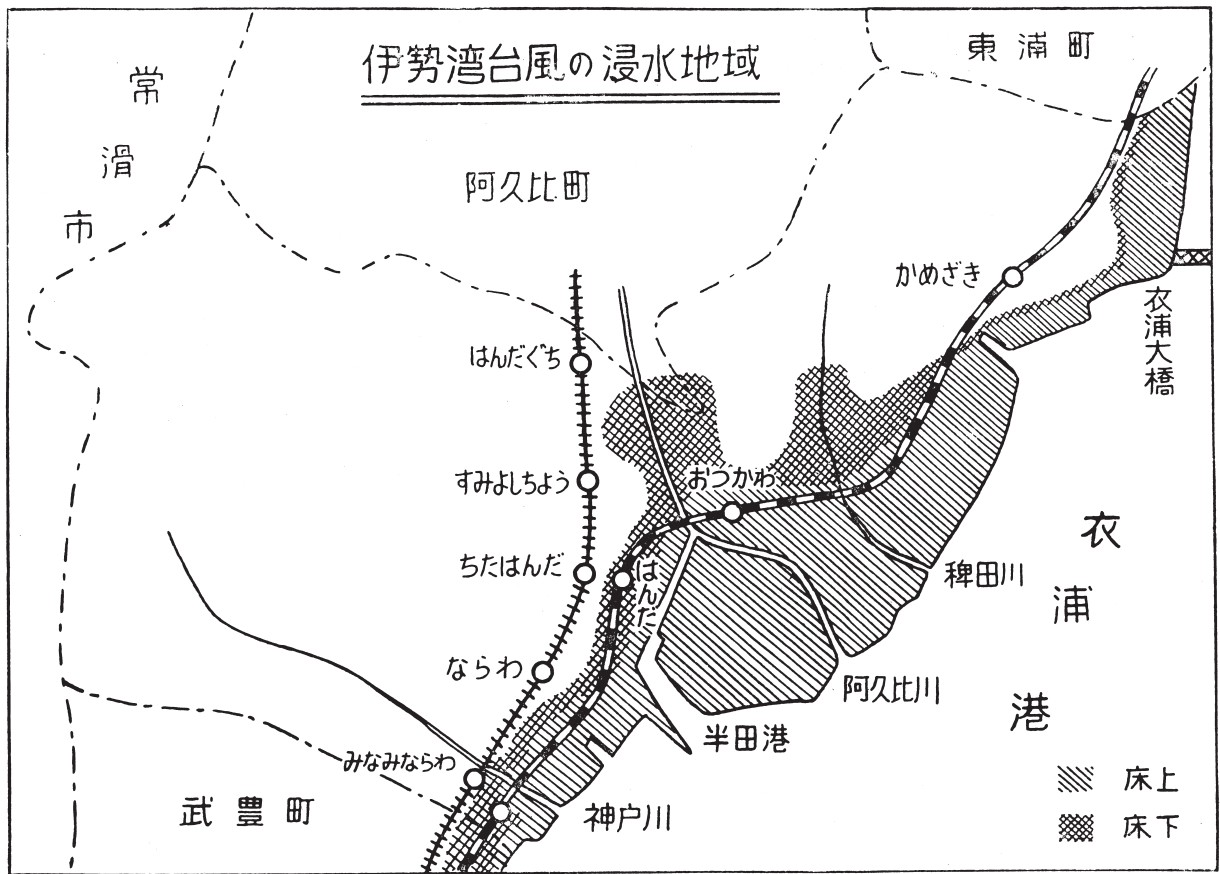 伊勢湾台風の浸水地域
東浦町
常滑市
阿久比町
かめざき
衣浦大橋
はんだぐち
すみよしちょう
おつかわ
ちたはんだ
はんだ
稗田川
衣浦港
ならわ
阿久比川
半田港
みなみならわ
武豊町
神戸川
床上
床下